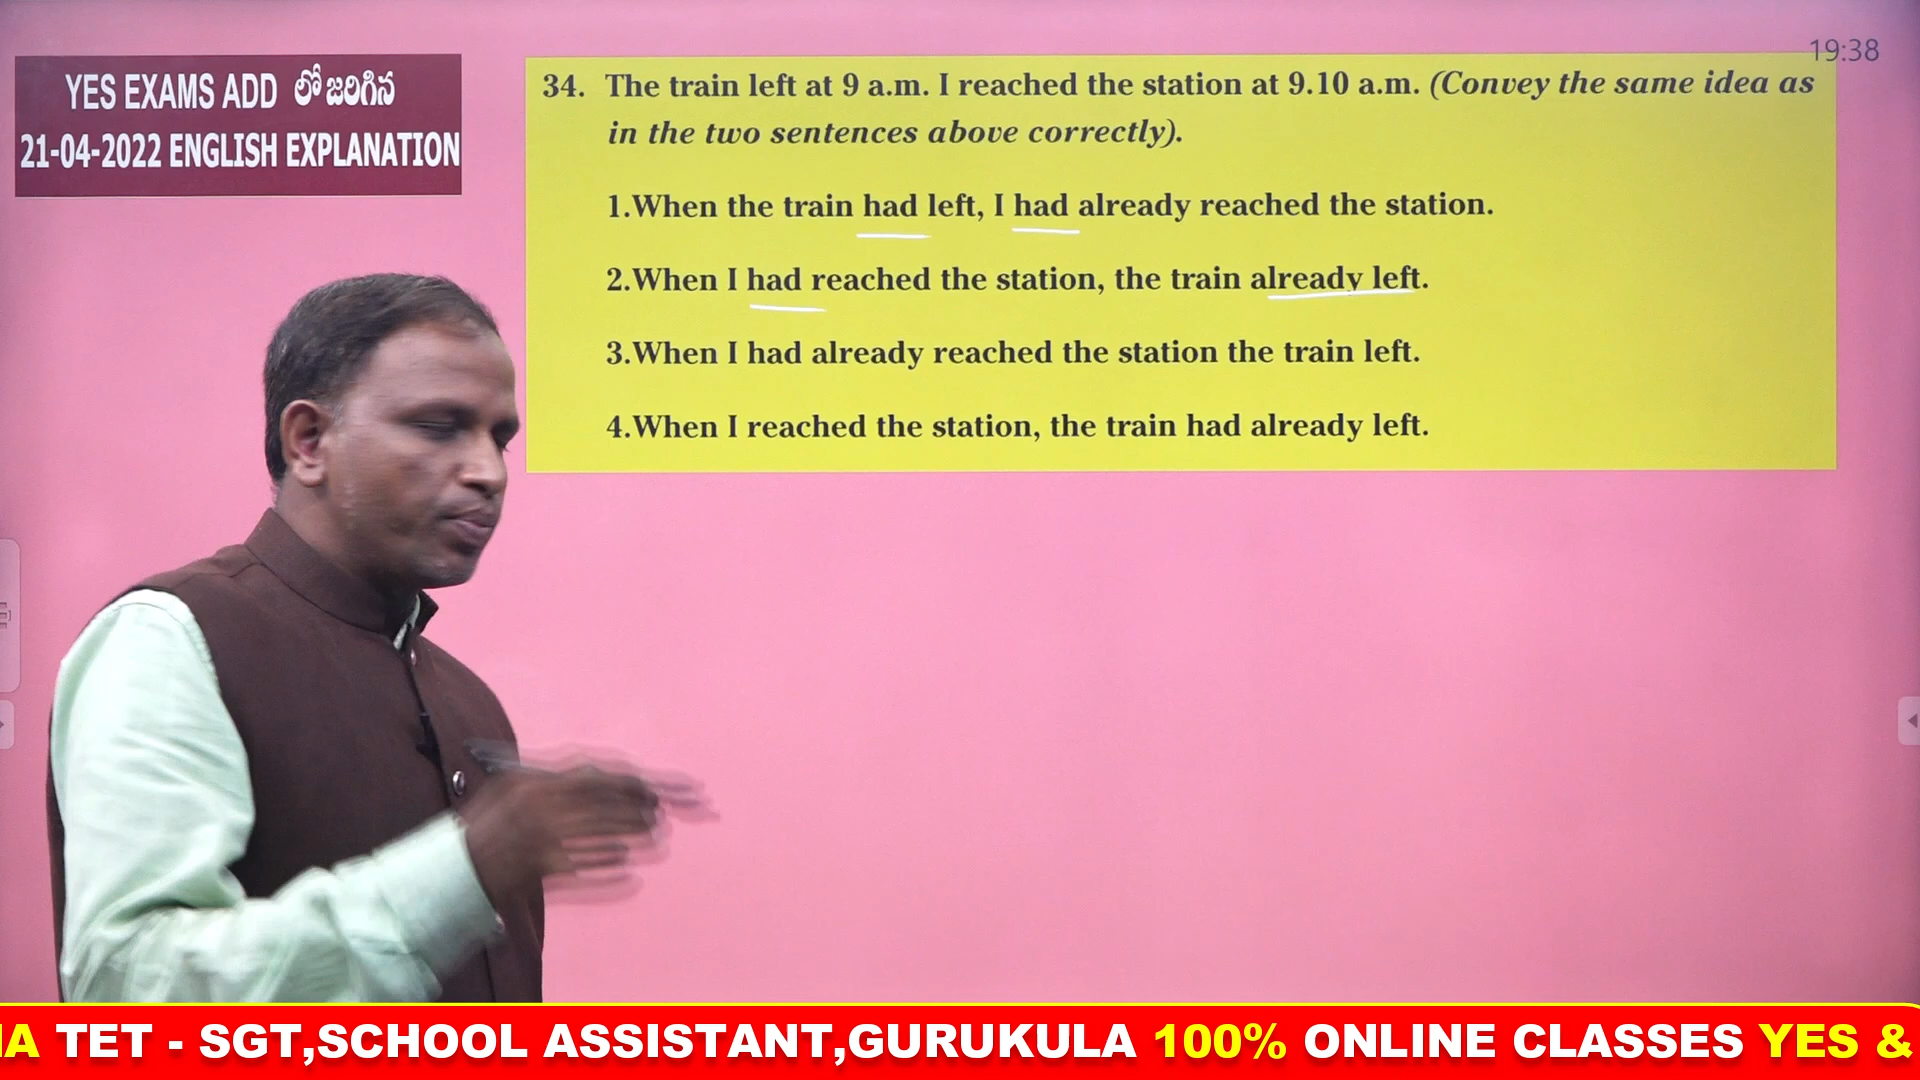 19:38
YES EXAMS ADD లో జరిగిన
21-04-2022 ENGLISH EXPLANATION
34. The train left at 9 a.m. I reached the station at 9.10 a.m. (Convey the same idea as
in the two sentences above correctly).
1.When the train had left, I had already reached the station.
2.When I had reached the station, the train already left.
3.When I had already reached the station the train left.
4.When I reached the station, the train had already left.
TET - SGT,SCHOOL ASSISTANT,GURUKULA 100% ONLINE CLASSES YES &